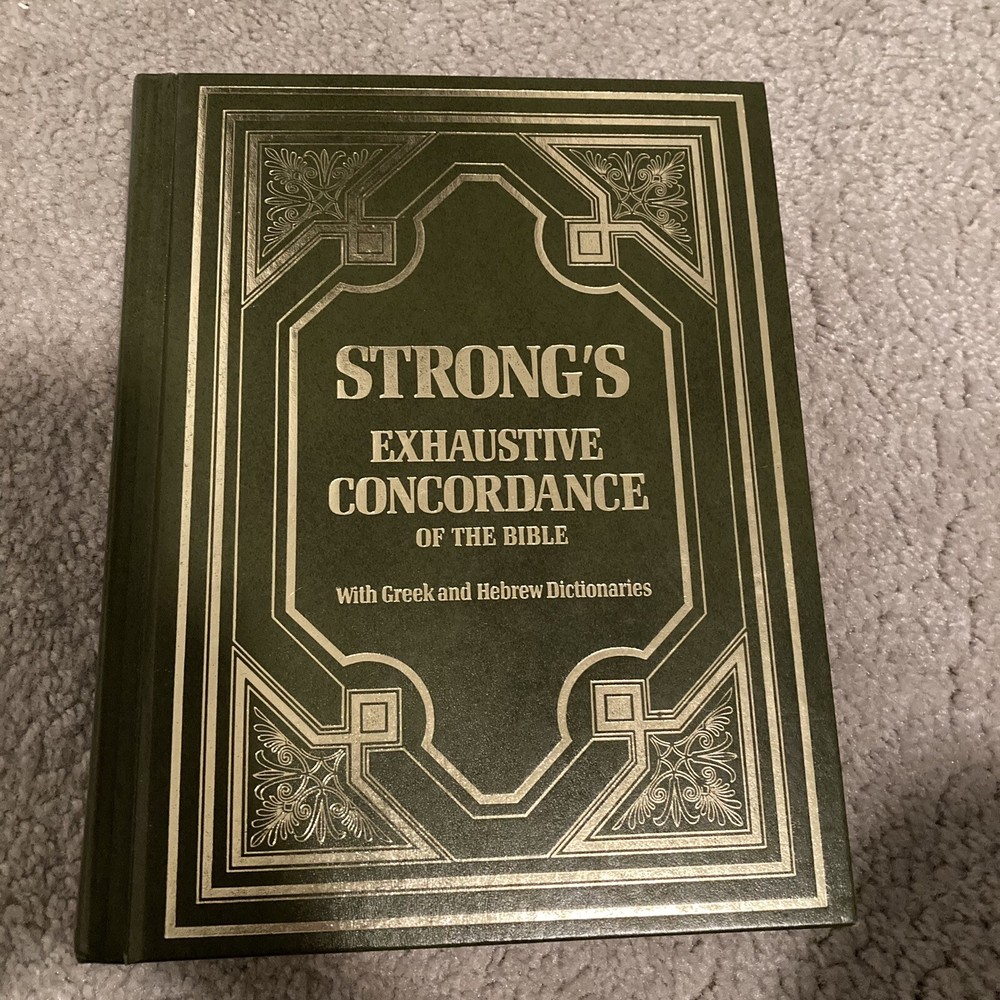 STRONG'S
EXHAUSTIVE
CONCORDANCE
OF THE BIBLE
With Greek and Hebrew Dictionaries